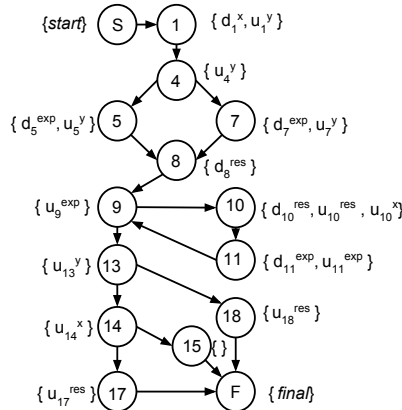 {start} S 1 { d₁ˣ, u₁ʸ }
4 { u₄ʸ }
{ d₅ᵉˣᵖ, u₅ʸ } 5 7 { d₇ᵉˣᵖ, u₇ʸ }
8 { d₈ʳᵉˢ }
{ u₉ᵉˣᵖ } 9 10 { d₁₀ʳᵉˢ, u₁₀ʳᵉˢ , u₁₀ˣ }
11 { d₁₁ᵉˣᵖ, u₁₁ᵉˣᵖ }
{ u₁₃ʸ } 13
18 { u₁₈ʳᵉˢ }
{ u₁₄ˣ } 14
15 { }
{ u₁₇ʳᵉˢ } 17 F {final}